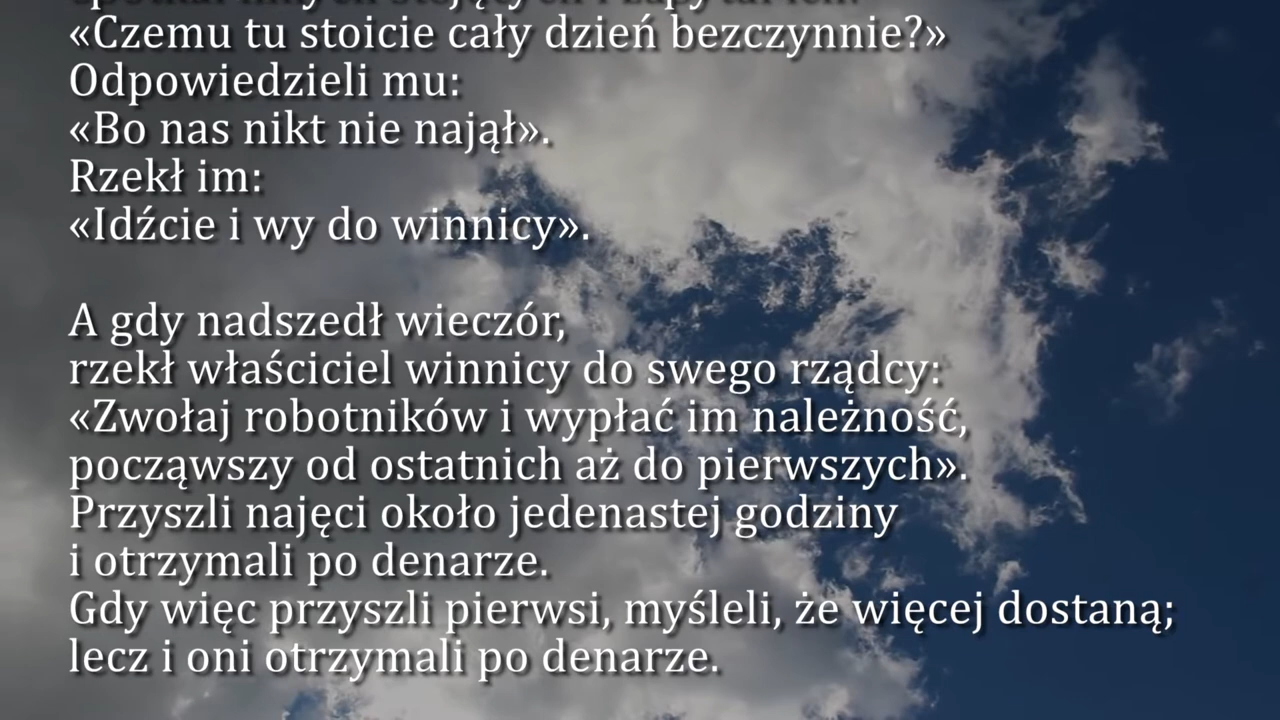 «Czemu tu stoicie cały dzień bezczynnie?»
Odpowiedzieli mu:
«Bo nas nikt nie najął».
Rzekł im:
«Idźcie i wy do winnicy».
A gdy nadszedł wieczór,
rzekł właściciel winnicy do swego rządcy:
«Zwołaj robotników i wypłać im należność,
począwszy od ostatnich aż do pierwszych».
Przyszli najęci około jedenastej godziny
i otrzymali po denarze.
Gdy więc przyszli pierwsi, myśleli, że więcej dostaną;
lecz i oni otrzymali po denarze.